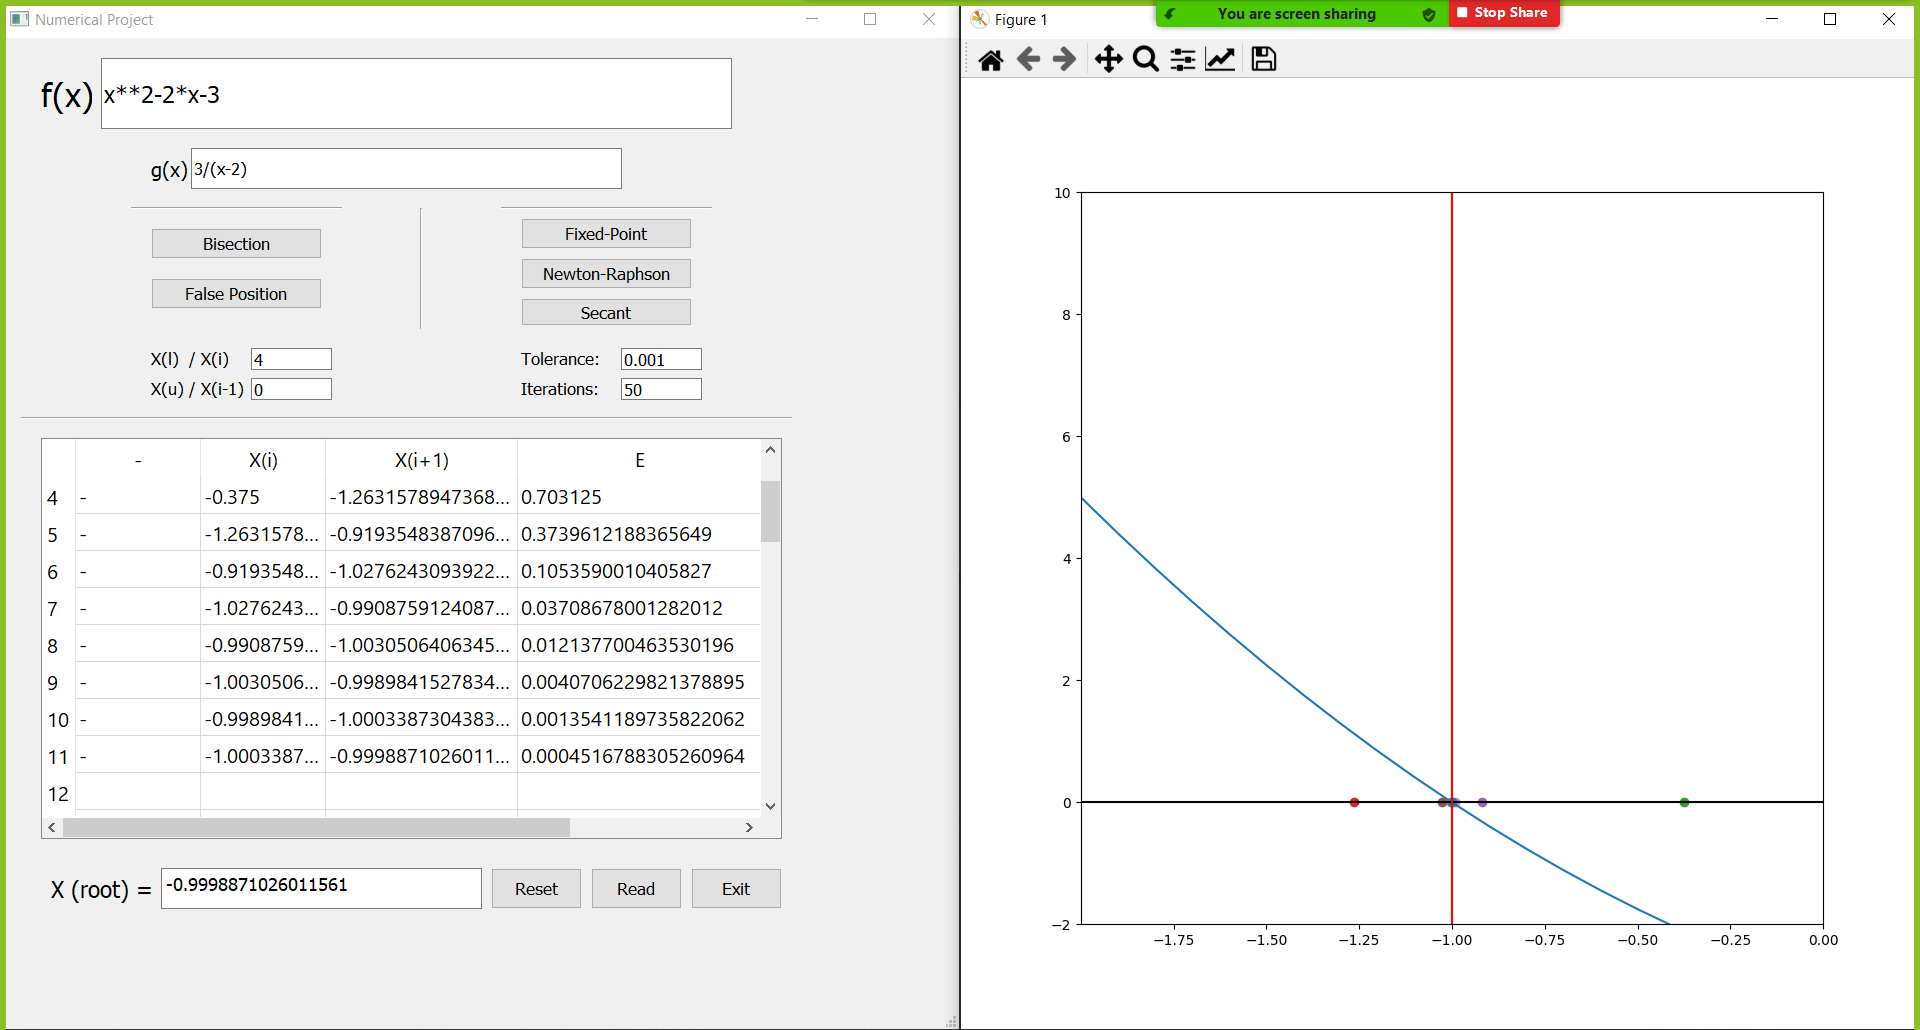 Numerical Project
f(x) x**2-2*x-3
g(x) 3/(x-2)
Bisection
False Position
Fixed-Point
Newton-Raphson
Secant
X(l) / X(i) 4
X(u) / X(i-1) 0
Tolerance: 0.001
Iterations: 50
- X(i) X(i+1) E
4 - -0.375 -1.2631578947368... 0.703125
5 - -1.2631578... -0.9193548387096... 0.3739612188365649
6 - -0.9193548... -1.0276243093922... 0.1053590010405827
7 - -1.0276243... -0.9908759124087... 0.03708678001282012
8 - -0.9908759... -1.0030506406345... 0.012137700463530196
9 - -1.0030506... -0.9989841527834... 0.0040706229821378895
10 - -0.9989841... -1.0003387304383... 0.0013541189735822062
11 - -1.0003387... -0.9998871026011... 0.0004516788305260964
12
X (root) = -0.9998871026011561
Reset Read Exit
Figure 1
You are screen sharing
Stop Share
10
8
6
4
2
0
−2
−1.75 −1.50 −1.25 −1.00 −0.75 −0.50 −0.25 0.00